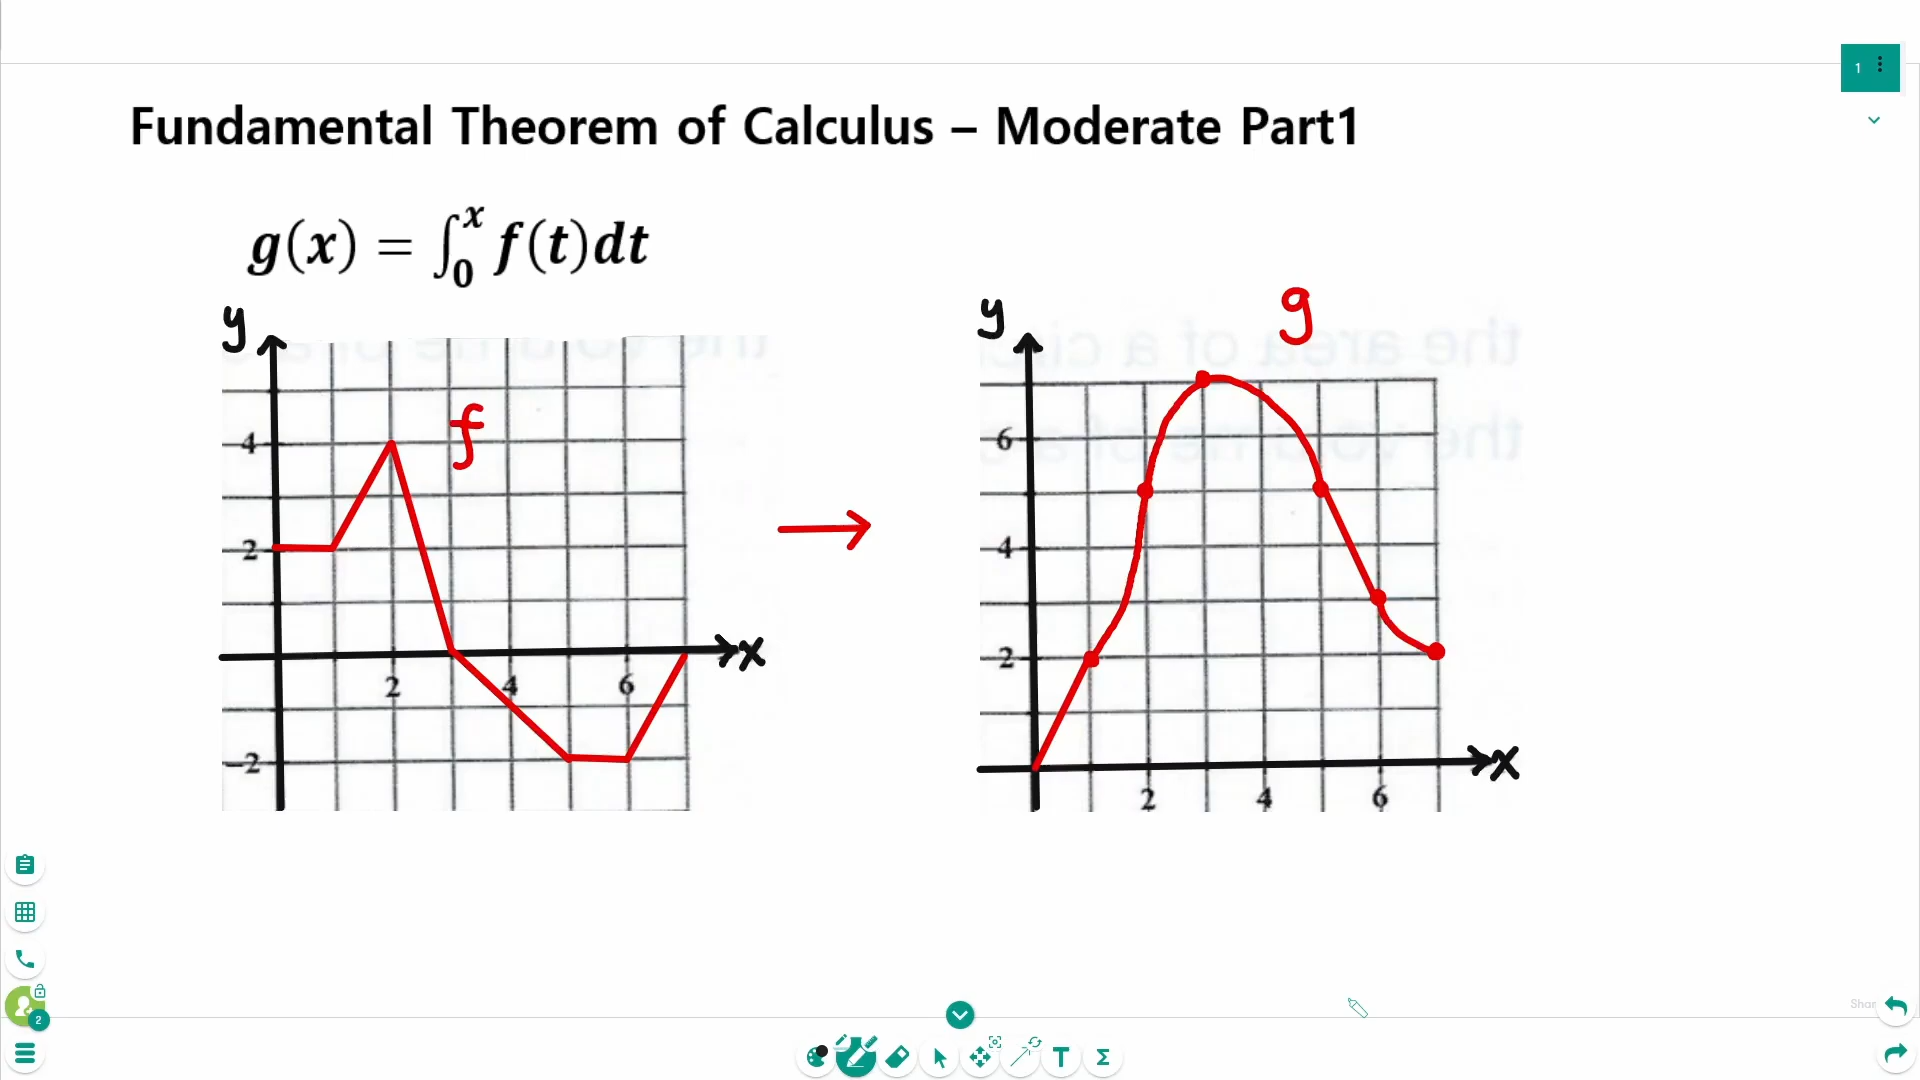 1
Fundamental Theorem of Calculus – Moderate Part1
g(x) = ∫₀ˣ f(t)dt
y
f
4
2
-2
2 4 6
x
→
y
g
6
4
2
2 4 6
x
2
T
Σ